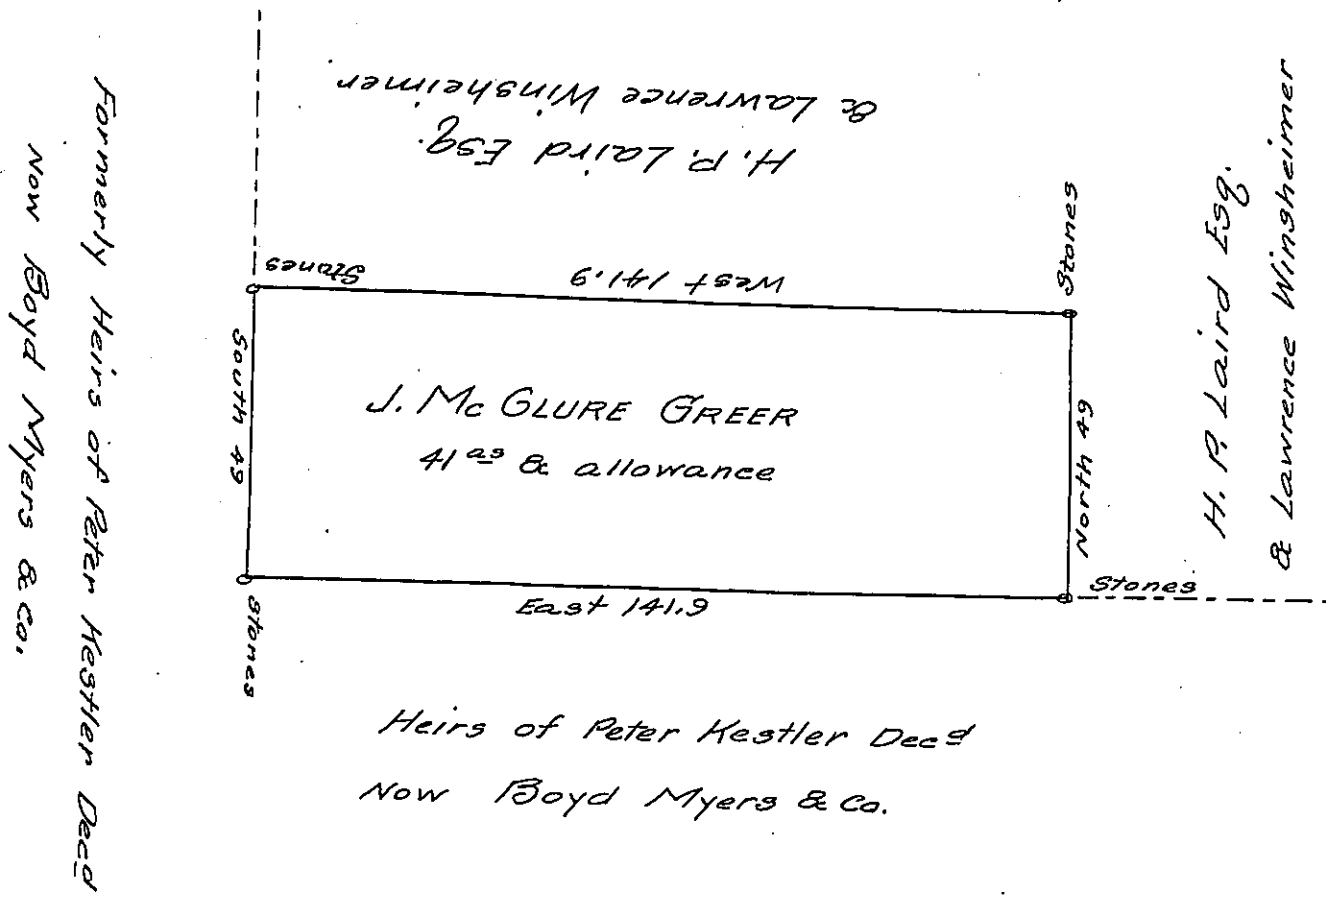 H. P. Laird Esq.
& Lawrence Winsheimer
Stones
West 141.9
Stones
H. P. Laird Esq.
& Lawrence Winsheimer
Formerly Heirs of Peter Kestler Decd
Now Boyd Myers & Co.
South 49
J. Mc GLURE GREER
41 as & allowance
North 49
Stones
East 141.9
Stones
Heirs of Peter Kestler Decd
Now Boyd Myers & Co.